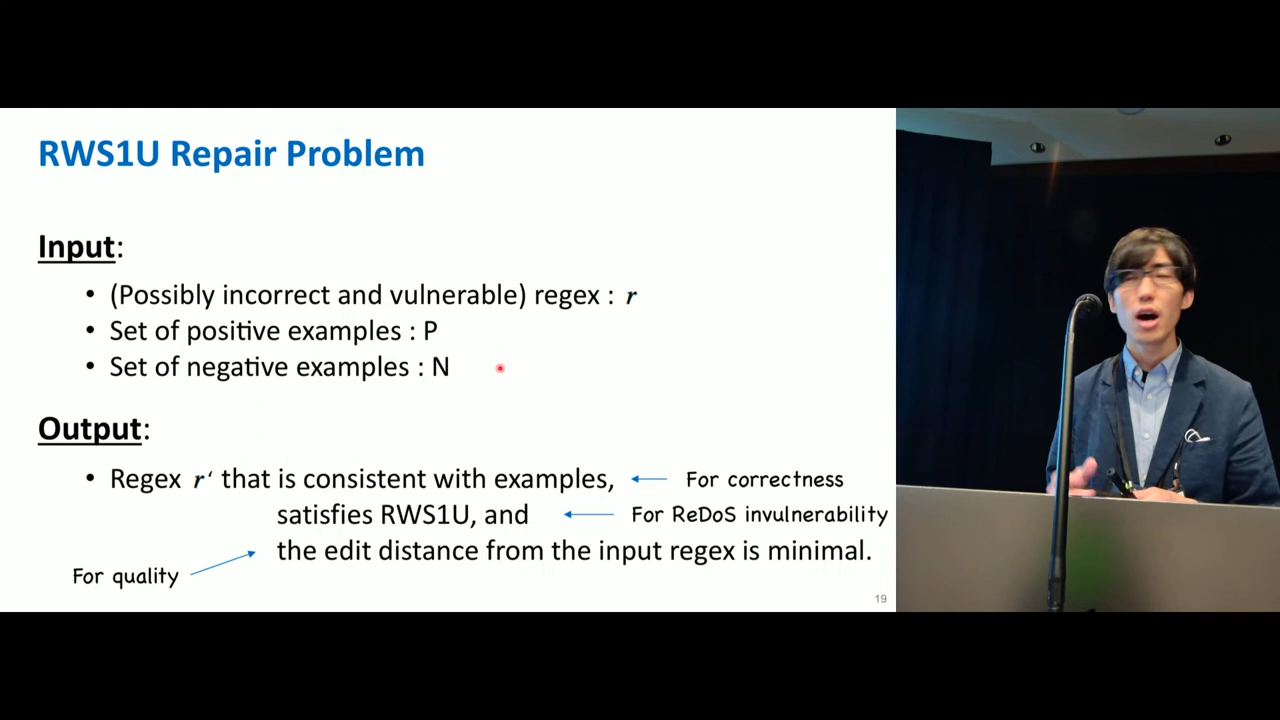 RWS1U Repair Problem
Input:
• (Possibly incorrect and vulnerable) regex : r
• Set of positive examples : P
• Set of negative examples : N
Output:
• Regex r‘ that is consistent with examples, For correctness
satisfies RWS1U, and For ReDoS invulnerability
the edit distance from the input regex is minimal.
For quality
19